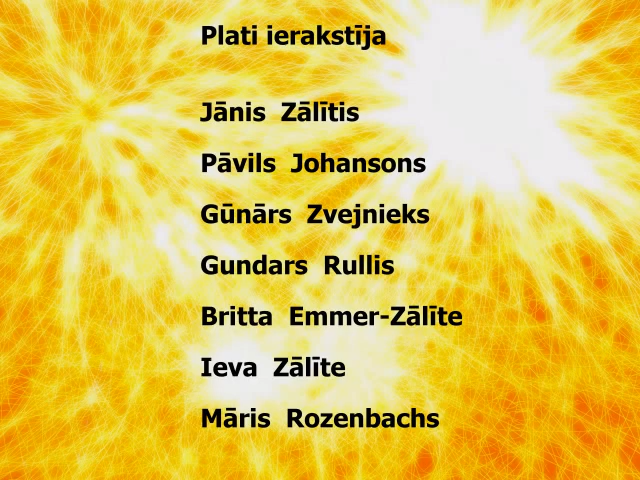 Plati ierakstīja
Jānis Zālītis
Pāvils Johansons
Gūnārs Zvejnieks
Gundars Rullis
Britta Emmer-Zālīte
Ieva Zālīte
Māris Rozenbachs